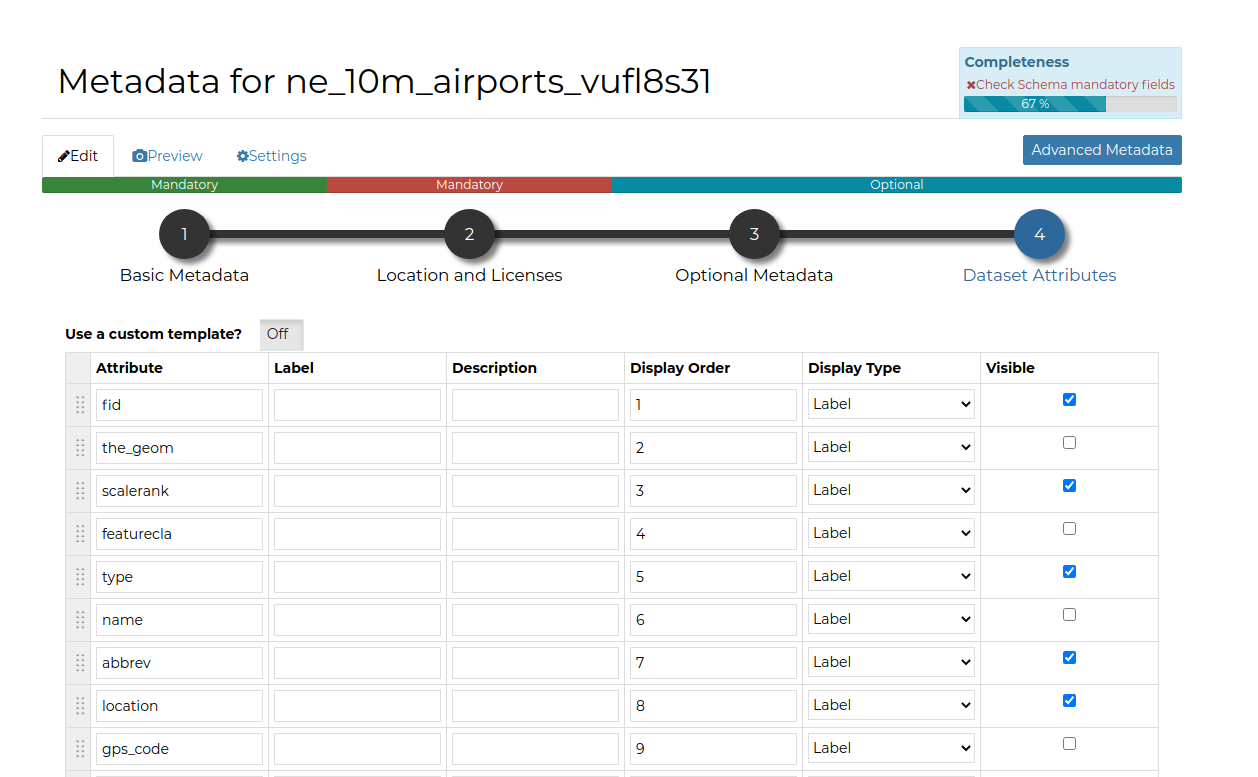 Metadata for ne_10m_airports_vufl8s31
Completeness
Check Schema mandatory fields
67 %
Edit
Preview
Settings
Advanced Metadata
Mandatory Mandatory Optional
1 2 3 4
Basic Metadata Location and Licenses Optional Metadata Dataset Attributes
Use a custom template? Off
Attribute Label Description Display Order Display Type Visible
fid 1 Label
the_geom 2 Label
scalerank 3 Label
featurecla 4 Label
type 5 Label
name 6 Label
abbrev 7 Label
location 8 Label
gps_code 9 Label